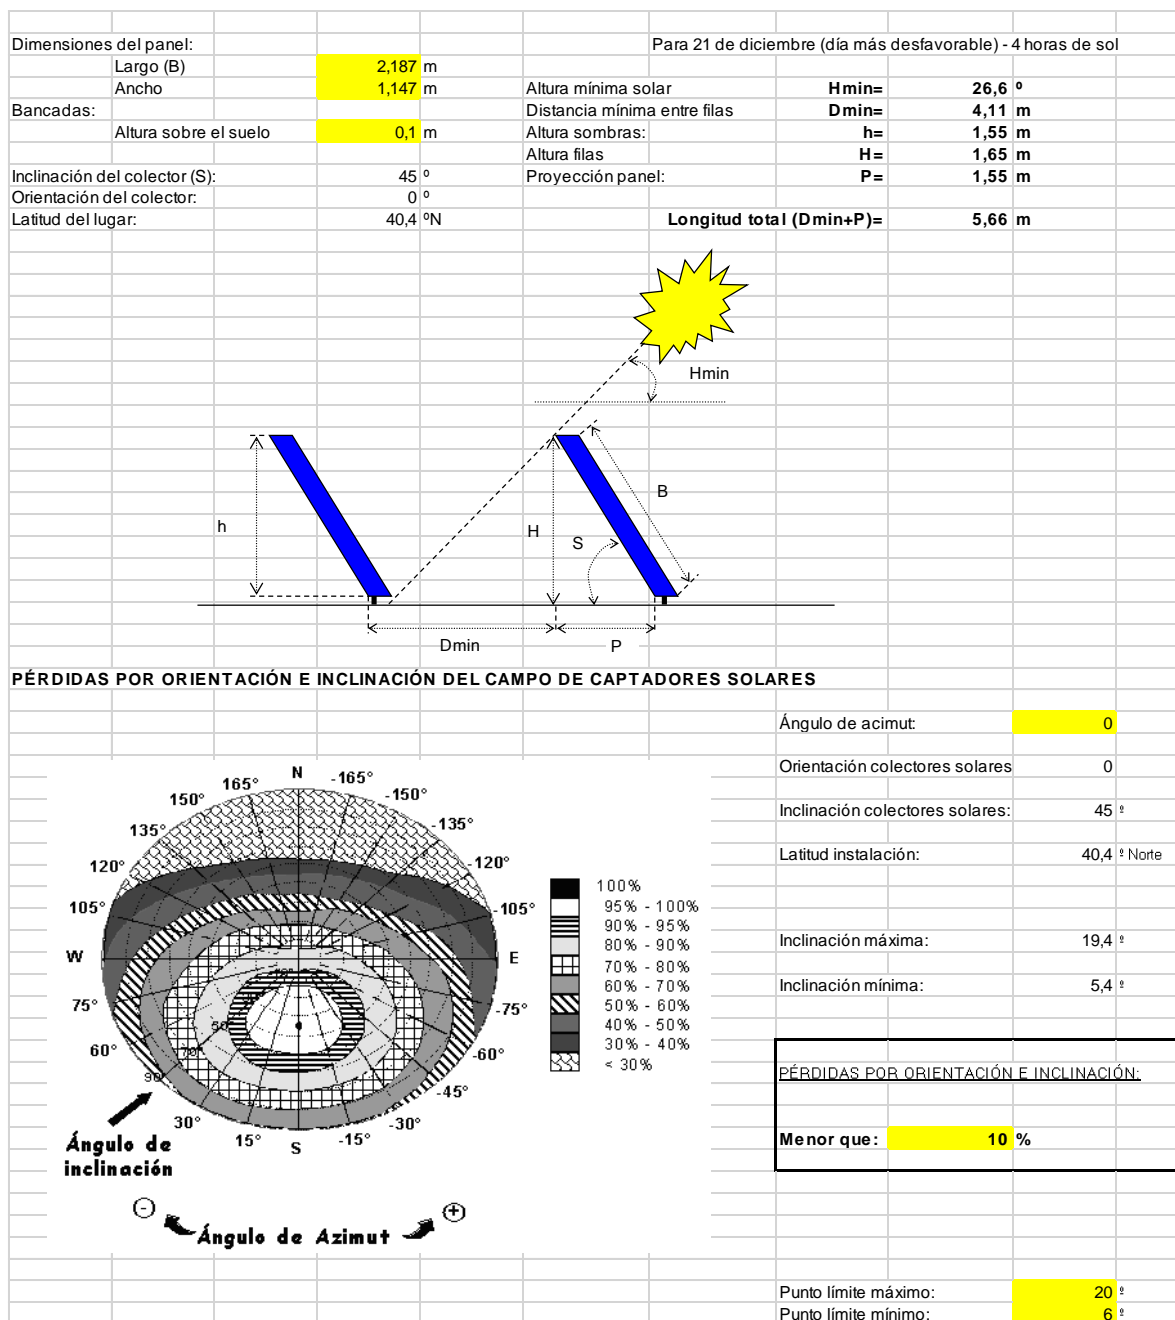 Dimensiones del panel: Para 21 de diciembre (día más desfavorable) - 4 horas de sol
Largo (B) 2,187 m
Ancho 1,147 m Altura mínima solar Hmin= 26,6 º
Bancadas: Distancia mínima entre filas Dmin= 4,11 m
Altura sobre el suelo 0,1 m Altura sombras: h= 1,55 m
Altura filas H= 1,65 m
Inclinación del colector (S): 45 º Proyección panel: P= 1,55 m
Orientación del colector: 0 º
Latitud del lugar: 40,4 ºN Longitud total (Dmin+P)= 5,66 m
Hmin
B
h
H
S
Dmin
P
PÉRDIDAS POR ORIENTACIÓN E INCLINACIÓN DEL CAMPO DE CAPTADORES SOLARES
Ángulo de acimut: 0
Orientación colectores solares 0
Inclinación colectores solares: 45 º
Latitud instalación: 40,4 º Norte
Inclinación máxima: 19,4 º
Inclinación mínima: 5,4 º
PÉRDIDAS POR ORIENTACIÓN E INCLINACIÓN:
Menor que: 10 %
N
165° -165°
150° -150°
135° -135°
120° -120°
105° -105°
W E
75° -75°
60° -60°
-45°
30° -30°
15° -15°
S
50°
70°
90°
Ángulo de
inclinación
(-) (+)
Ángulo de Azimut
100%
95% - 100%
90% - 95%
80% - 90%
70% - 80%
60% - 70%
50% - 60%
40% - 50%
30% - 40%
< 30%
Punto límite máximo: 20 º
Punto límite mínimo: 6 º